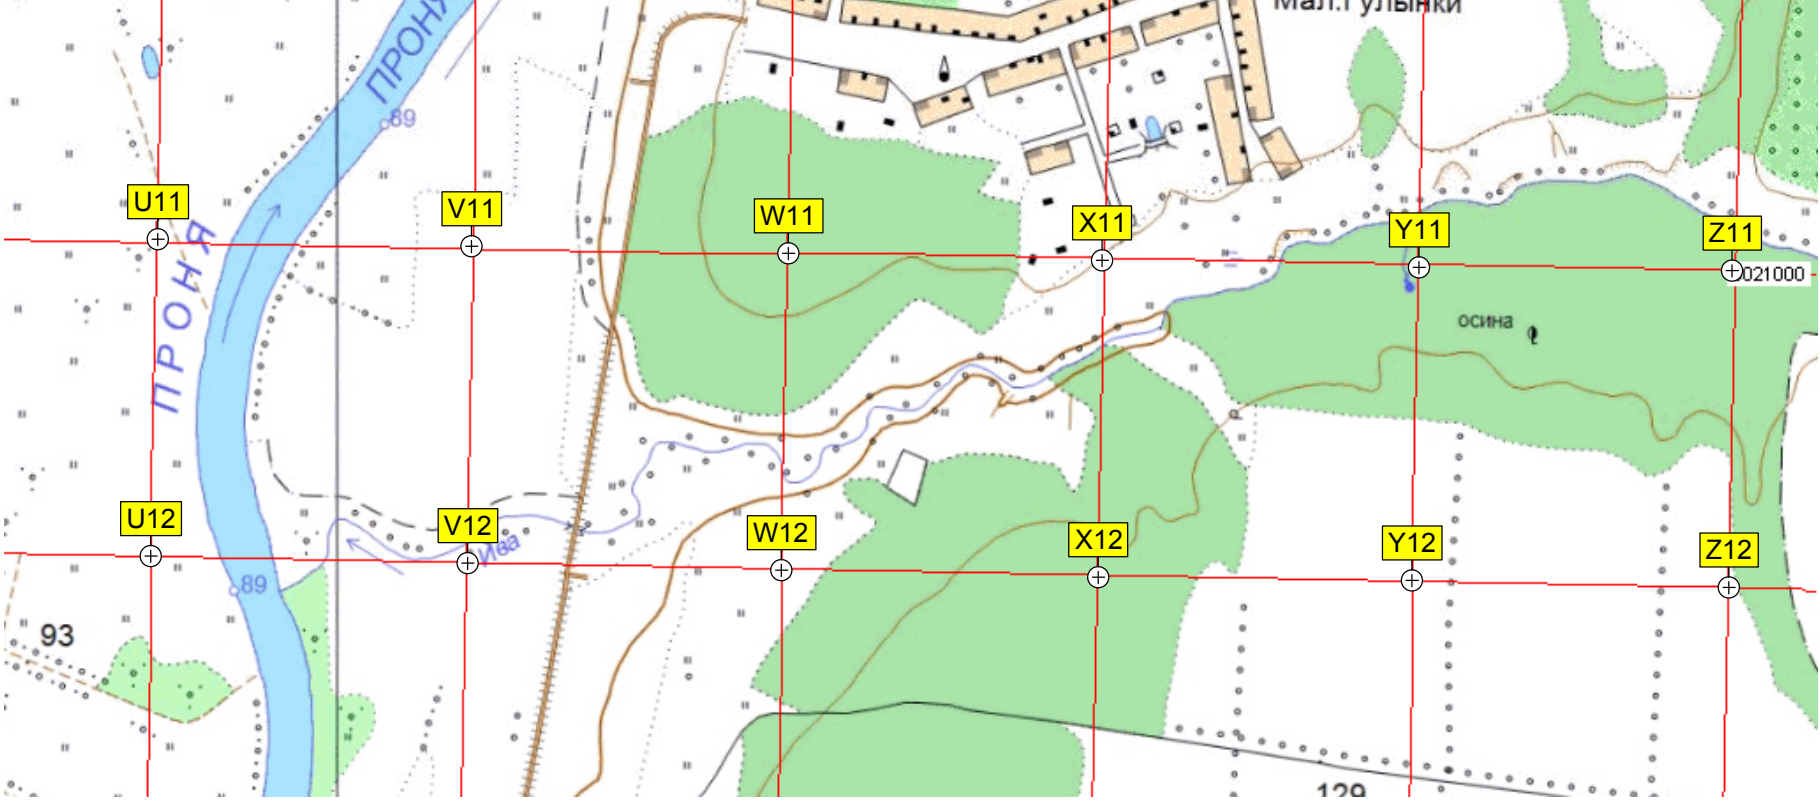 Мал.Гулынки
ПРОНЯ
89
U11
V11
W11
X11
Y11
Z11
021000
ПРОНЯ
осина
U12
V12
W12
X12
Y12
Z12
Ива
89
93
129